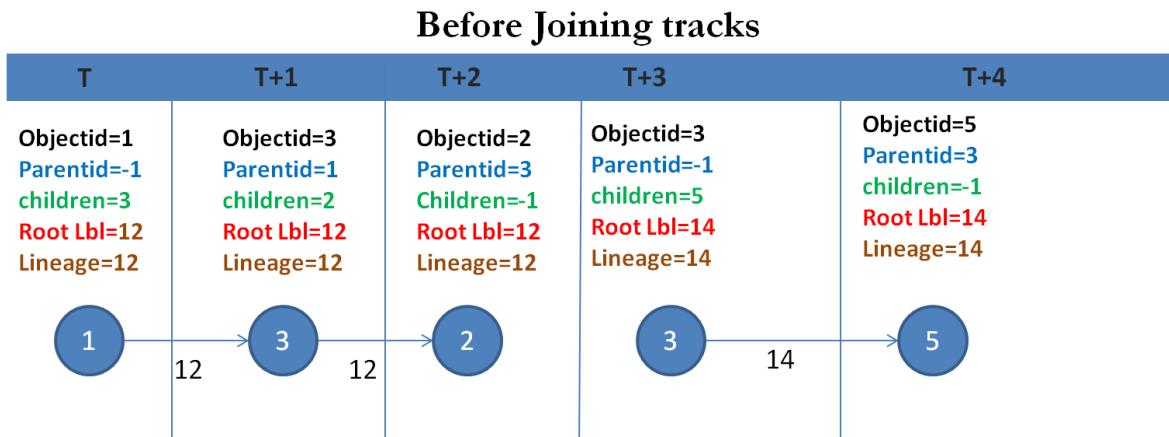 Before Joining tracks
T
T+1
T+2
T+3
T+4
Objectid=1
Parentid=-1
children=3
Root Lbl=12
Lineage=12
Objectid=3
Parentid=1
children=2
Root Lbl=12
Lineage=12
Objectid=2
Parentid=3
Children=-1
Root Lbl=12
Lineage=12
Objectid=3
Parentid=-1
children=5
Root Lbl=14
Lineage=14
Objectid=5
Parentid=3
children=-1
Root Lbl=14
Lineage=14
1
12
3
12
2
3
14
5